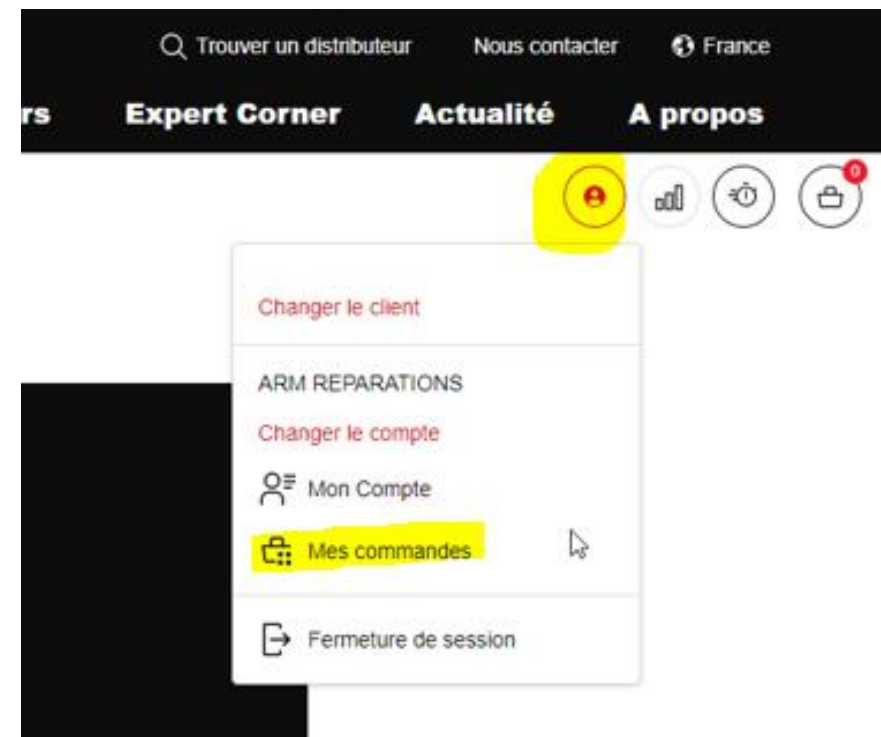 Trouver un distributeur Nous contacter France
rs Expert Corner Actualité A propos
0
Changer le client
ARM REPARATIONS
Changer le compte
Mon Compte
Mes commandes
Fermeture de session